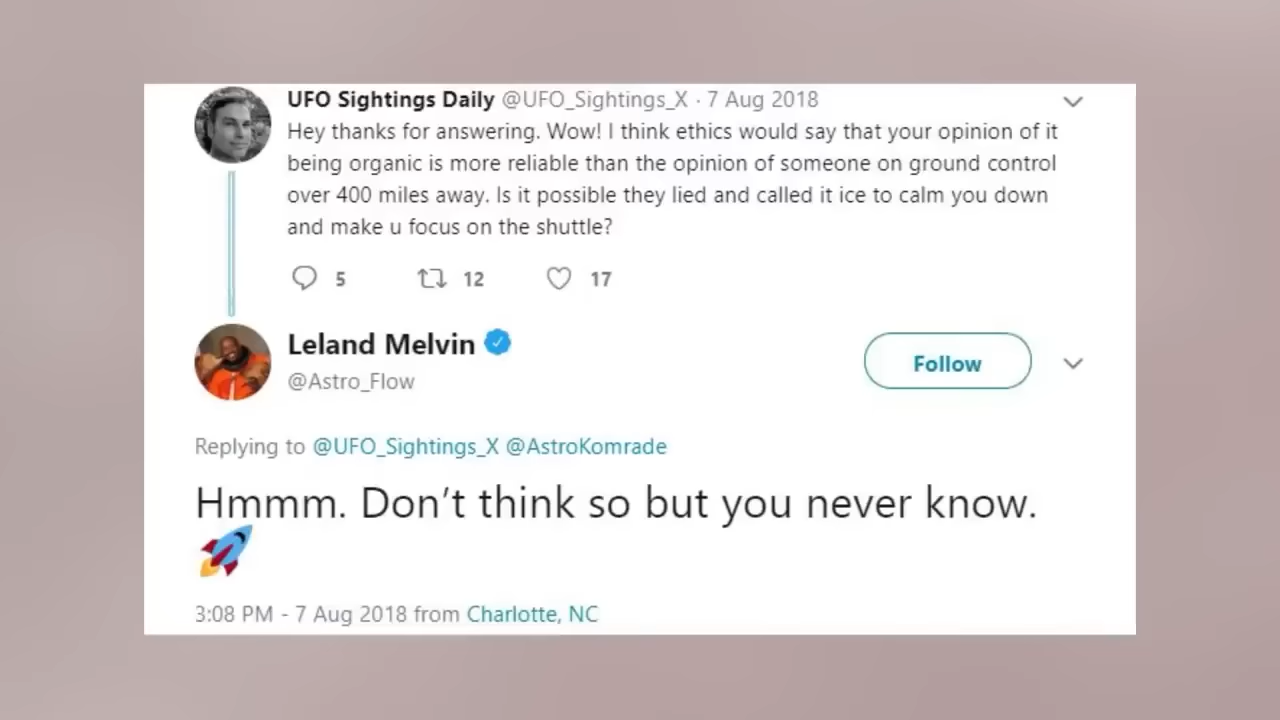 UFO Sightings Daily @UFO_Sightings_X · 7 Aug 2018
Hey thanks for answering. Wow! I think ethics would say that your opinion of it
being organic is more reliable than the opinion of someone on ground control
over 400 miles away. Is it possible they lied and called it ice to calm you down
and make u focus on the shuttle?
5 12 17
Leland Melvin
Follow
@Astro_Flow
Replying to @UFO_Sightings_X @AstroKomrade
Hmmm. Don't think so but you never know.
3:08 PM - 7 Aug 2018 from Charlotte, NC